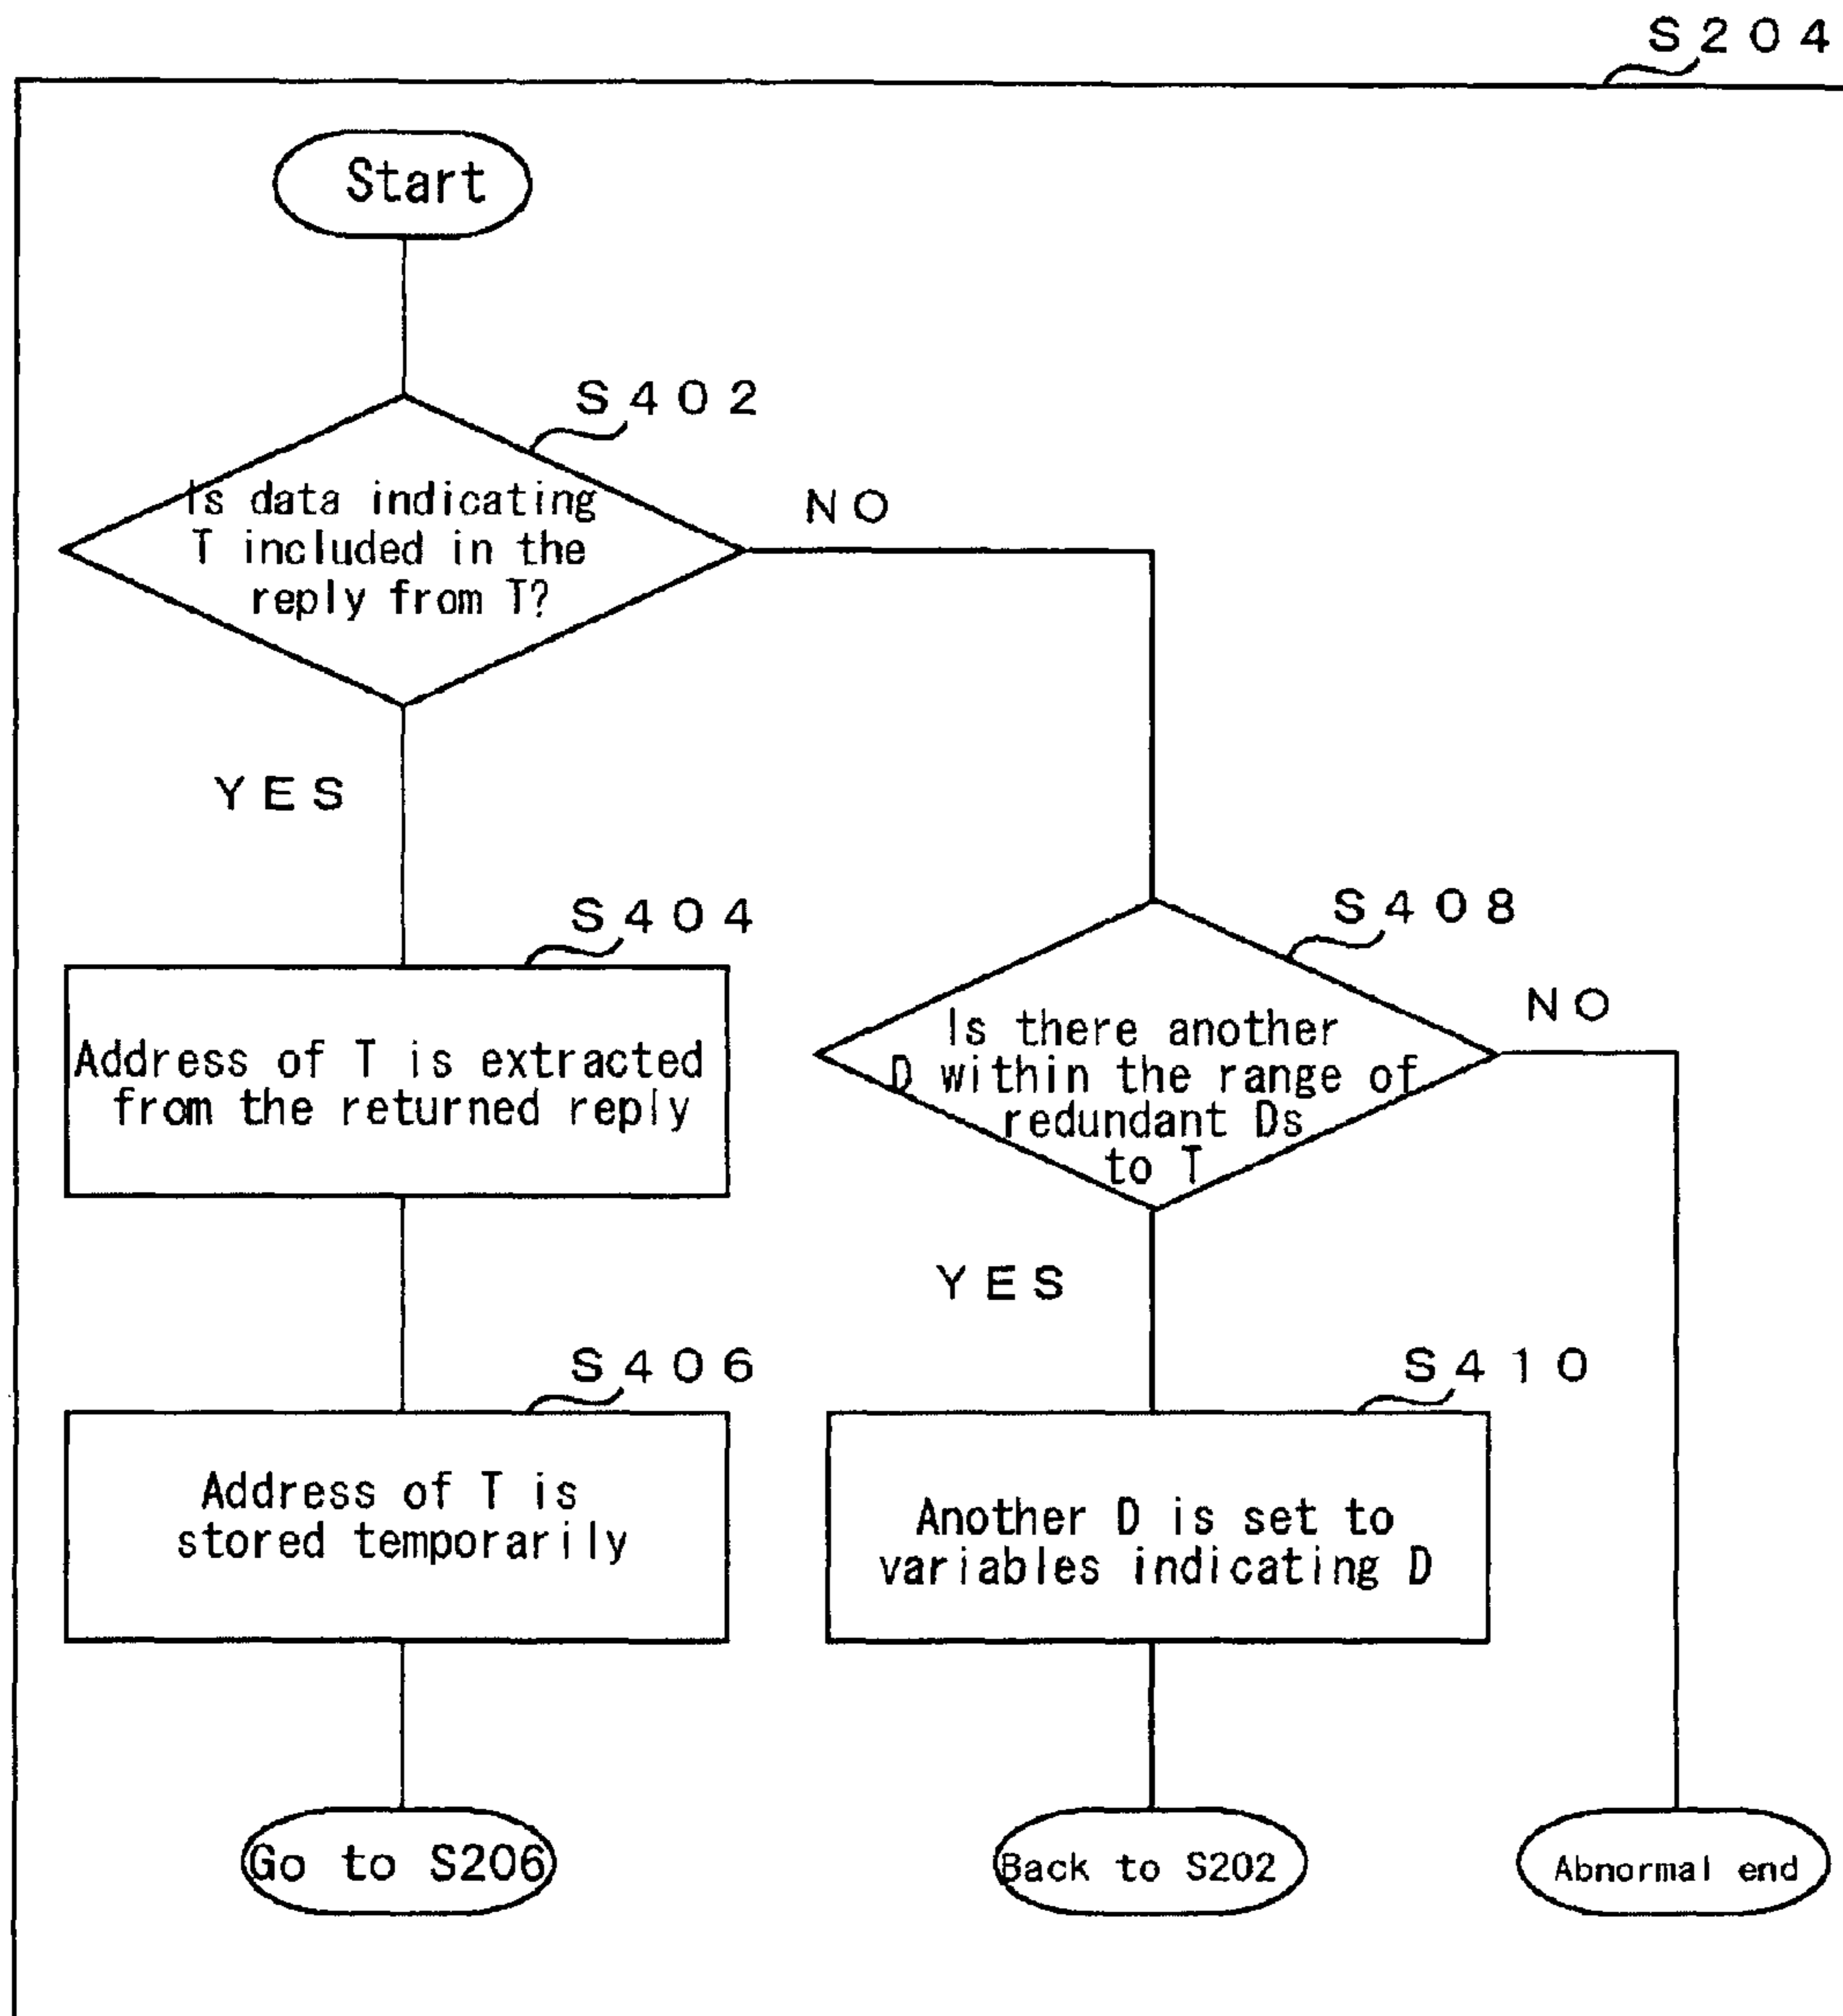 S204
Start
S402
Is data indicating
T included in the
reply from T?
NO
YES
S404
Address of T is extracted
from the returned reply
S408
Is there another
D within the range of
redundant Ds
to T
NO
YES
S406
Address of T is
stored temporarily
S410
Another D is set to
variables indicating D
Go to S206
Back to S202
Abnormal end